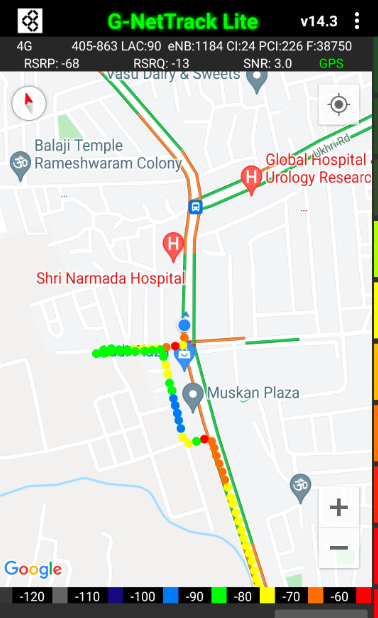 G-NetTrack Lite v14.3
4G 405-863 LAC:90 eNB:1184 CI:24 PCI:226 F:38750
RSRP: -68 RSRQ: -13 SNR: 3.0 GPS
Vasu Dairy & Sweets
Balaji Temple
Rameshwaram Colony
Ukhri Rd
Global Hospital &
Urology Researc
Shri Narmada Hospital
Plaza
Muskan Plaza
+
−
Google
-120 -110 -100 -90 -80 -70 -60